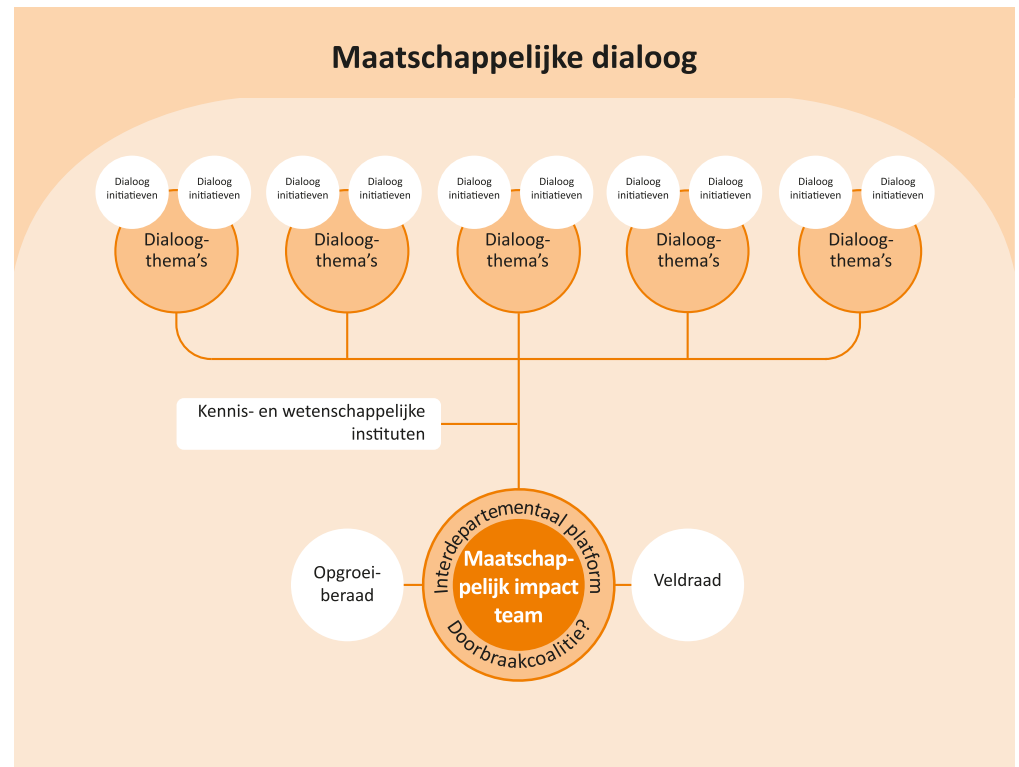 Maatschappelijke dialoog
Dialoog
initiatieven
Dialoog
initiatieven
Dialoog-
thema's
Dialoog
initiatieven
Dialoog
initiatieven
Dialoog-
thema's
Dialoog
initiatieven
Dialoog
initiatieven
Dialoog-
thema's
Dialoog
initiatieven
Dialoog
initiatieven
Dialoog-
thema's
Dialoog
initiatieven
Dialoog
initiatieven
Dialoog-
thema's
Kennis- en wetenschappelijke
instituten
Opgroei-
beraad
Interdepartementaal platform
Maatschap-
pelijk impact
team
Doorbraakcoalitie?
Veldraad